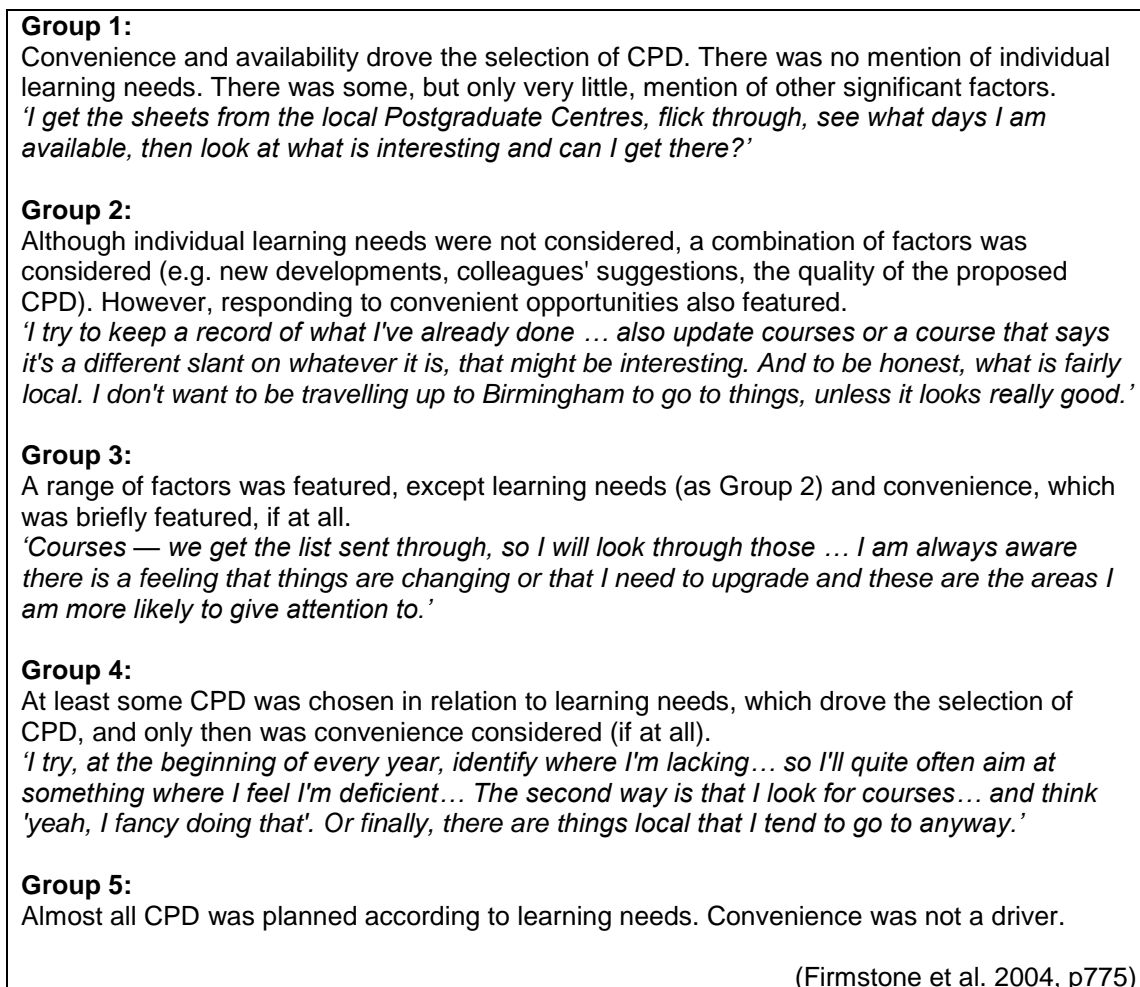 Group 1:
Convenience and availability drove the selection of CPD. There was no mention of individual
learning needs. There was some, but only very little, mention of other significant factors.
‘I get the sheets from the local Postgraduate Centres, flick through, see what days I am
available, then look at what is interesting and can I get there?’
Group 2:
Although individual learning needs were not considered, a combination of factors was
considered (e.g. new developments, colleagues' suggestions, the quality of the proposed
CPD). However, responding to convenient opportunities also featured.
‘I try to keep a record of what I've already done … also update courses or a course that says
it's a different slant on whatever it is, that might be interesting. And to be honest, what is fairly
local. I don't want to be travelling up to Birmingham to go to things, unless it looks really good.’
Group 3:
A range of factors was featured, except learning needs (as Group 2) and convenience, which
was briefly featured, if at all.
‘Courses — we get the list sent through, so I will look through those … I am always aware
there is a feeling that things are changing or that I need to upgrade and these are the areas I
am more likely to give attention to.’
Group 4:
At least some CPD was chosen in relation to learning needs, which drove the selection of
CPD, and only then was convenience considered (if at all).
‘I try, at the beginning of every year, identify where I'm lacking… so I'll quite often aim at
something where I feel I'm deficient… The second way is that I look for courses… and think
'yeah, I fancy doing that'. Or finally, there are things local that I tend to go to anyway.’
Group 5:
Almost all CPD was planned according to learning needs. Convenience was not a driver.
(Firmstone et al. 2004, p775)